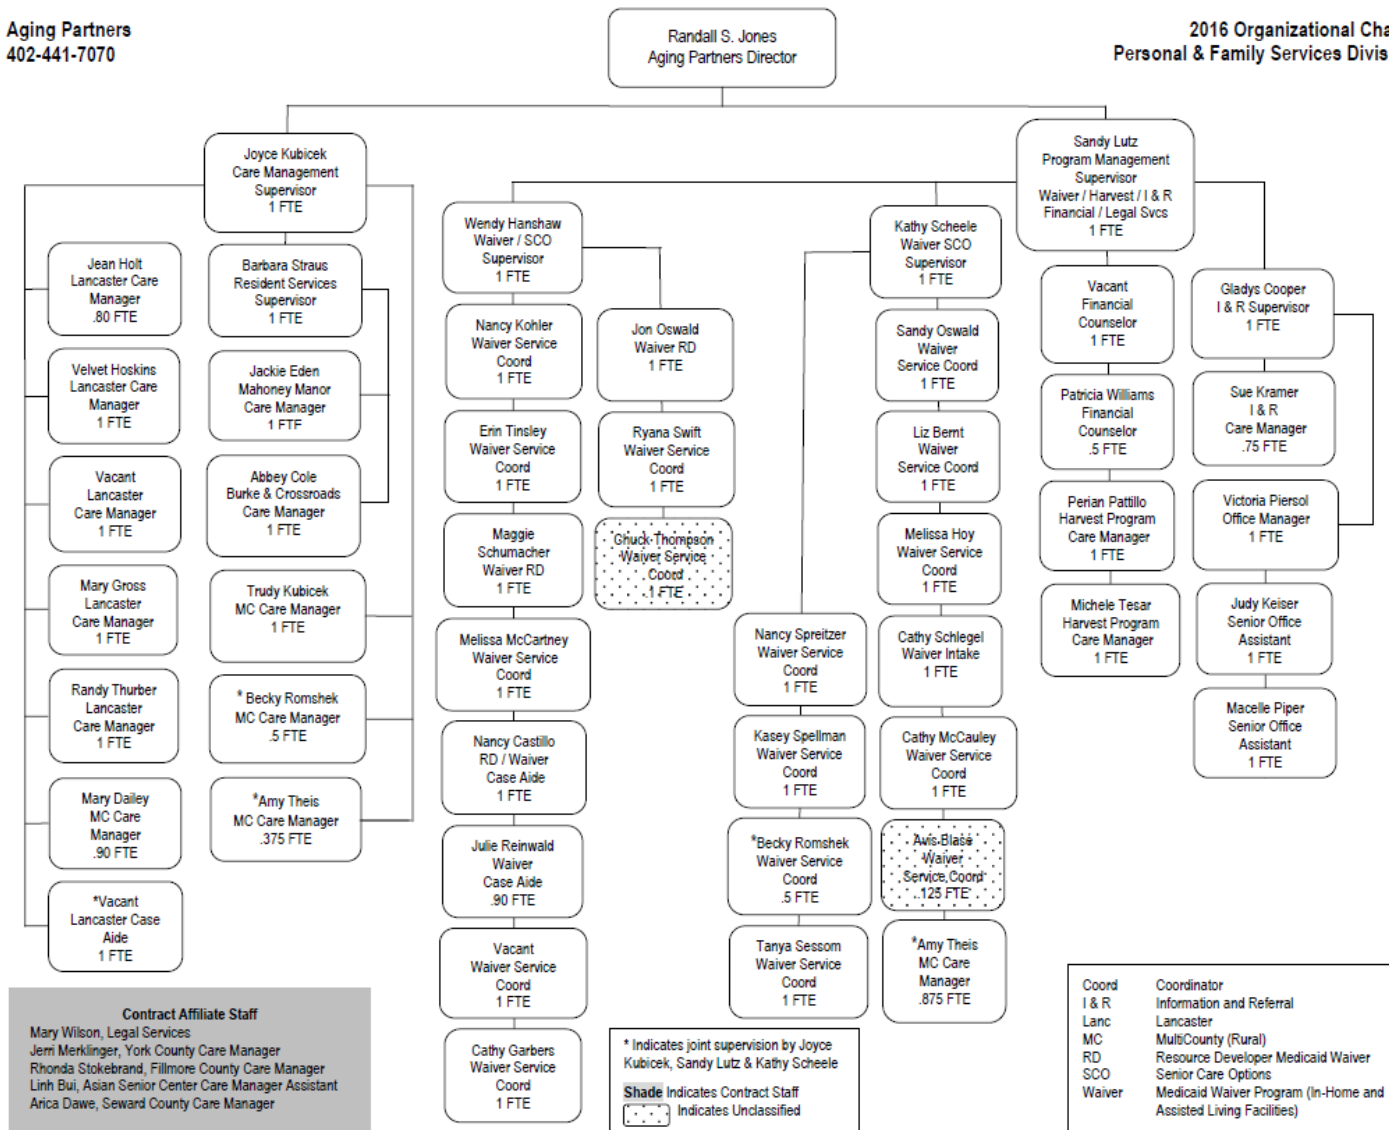 Aging Partners
402-441-7070
2016 Organizational Cha
Personal & Family Services Divis
Randall S. Jones
Aging Partners Director
Joyce Kubicek
Care Management
Supervisor
1 FTE
Sandy Lutz
Program Management
Supervisor
Waiver / Harvest / I & R
Financial / Legal Svcs
1 FTE
Jean Holt
Lancaster Care
Manager
.80 FTE
Velvet Hoskins
Lancaster Care
Manager
1 FTE
Vacant
Lancaster
Care Manager
1 FTE
Mary Gross
Lancaster
Care Manager
1 FTE
Randy Thurber
Lancaster
Care Manager
1 FTE
Mary Dailey
MC Care
Manager
.90 FTE
*Vacant
Lancaster Case
Aide
1 FTE
Barbara Straus
Resident Services
Supervisor
1 FTE
Jackie Eden
Mahoney Manor
Care Manager
1 FTE
Abbey Cole
Burke & Crossroads
Care Manager
1 FTE
Trudy Kubicek
MC Care Manager
1 FTE
* Becky Romshek
MC Care Manager
.5 FTE
*Amy Theis
MC Care Manager
.375 FTE
Wendy Hanshaw
Waiver / SCO
Supervisor
1 FTE
Nancy Kohler
Waiver Service
Coord
1 FTE
Erin Tinsley
Waiver Service
Coord
1 FTE
Maggie
Schumacher
Waiver RD
1 FTE
Melissa McCartney
Waiver Service
Coord
1 FTE
Nancy Castillo
RD / Waiver
Case Aide
1 FTE
Julie Reinwald
Waiver
Case Aide
.90 FTE
Vacant
Waiver Service
Coord
1 FTE
Cathy Garbers
Waiver Service
Coord
1 FTE
Jon Oswald
Waiver RD
1 FTE
Ryana Swift
Waiver Service
Coord
1 FTE
Chuck Thompson
Waiver Service
Coord
.1 FTE
Kathy Scheele
Waiver SCO
Supervisor
1 FTE
Nancy Spreitzer
Waiver Service
Coord
1 FTE
Kasey Spellman
Waiver Service
Coord
1 FTE
*Becky Romshek
Waiver Service
Coord
.5 FTE
Tanya Sessom
Waiver Service
Coord
1 FTE
Sandy Oswald
Waiver
Service Coord
1 FTE
Liz Bernt
Waiver
Service Coord
1 FTE
Melissa Hoy
Waiver Service
Coord
1 FTE
Cathy Schlegel
Waiver Intake
1 FTE
Cathy McCauley
Waiver Service
Coord
1 FTE
Avis Blase
Waiver
Service Coord
.125 FTE
*Amy Theis
MC Care
Manager
.875 FTE
Vacant
Financial
Counselor
1 FTE
Patricia Williams
Financial
Counselor
.5 FTE
Perian Pattillo
Harvest Program
Care Manager
1 FTE
Michele Tesar
Harvest Program
Care Manager
1 FTE
Gladys Cooper
I & R Supervisor
1 FTE
Sue Kramer
I & R
Care Manager
.75 FTE
Victoria Piersol
Office Manager
1 FTE
Judy Keiser
Senior Office
Assistant
1 FTE
Macelle Piper
Senior Office
Assistant
1 FTE
Contract Affiliate Staff
Mary Wilson, Legal Services
Jerri Merklinger, York County Care Manager
Rhonda Stokebrand, Fillmore County Care Manager
Linh Bui, Asian Senior Center Care Manager Assistant
Arica Dawe, Seward County Care Manager
* Indicates joint supervision by Joyce
Kubicek, Sandy Lutz & Kathy Scheele
Shade Indicates Contract Staff
Indicates Unclassified
Coord Coordinator
I & R Information and Referral
Lanc Lancaster
MC MultiCounty (Rural)
RD Resource Developer Medicaid Waiver
SCO Senior Care Options
Waiver Medicaid Waiver Program (In-Home and
Assisted Living Facilities)